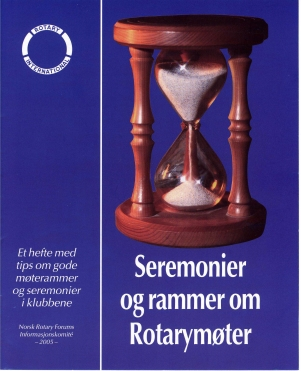 ROTARY
INTERNATIONAL
Et hefte med
tips om gode
møterammer
og seremonier
i klubbene
Norsk Rotary Forums
Informasjonskomité
– 2005 –
Seremonier
og rammer om
Rotarymøter